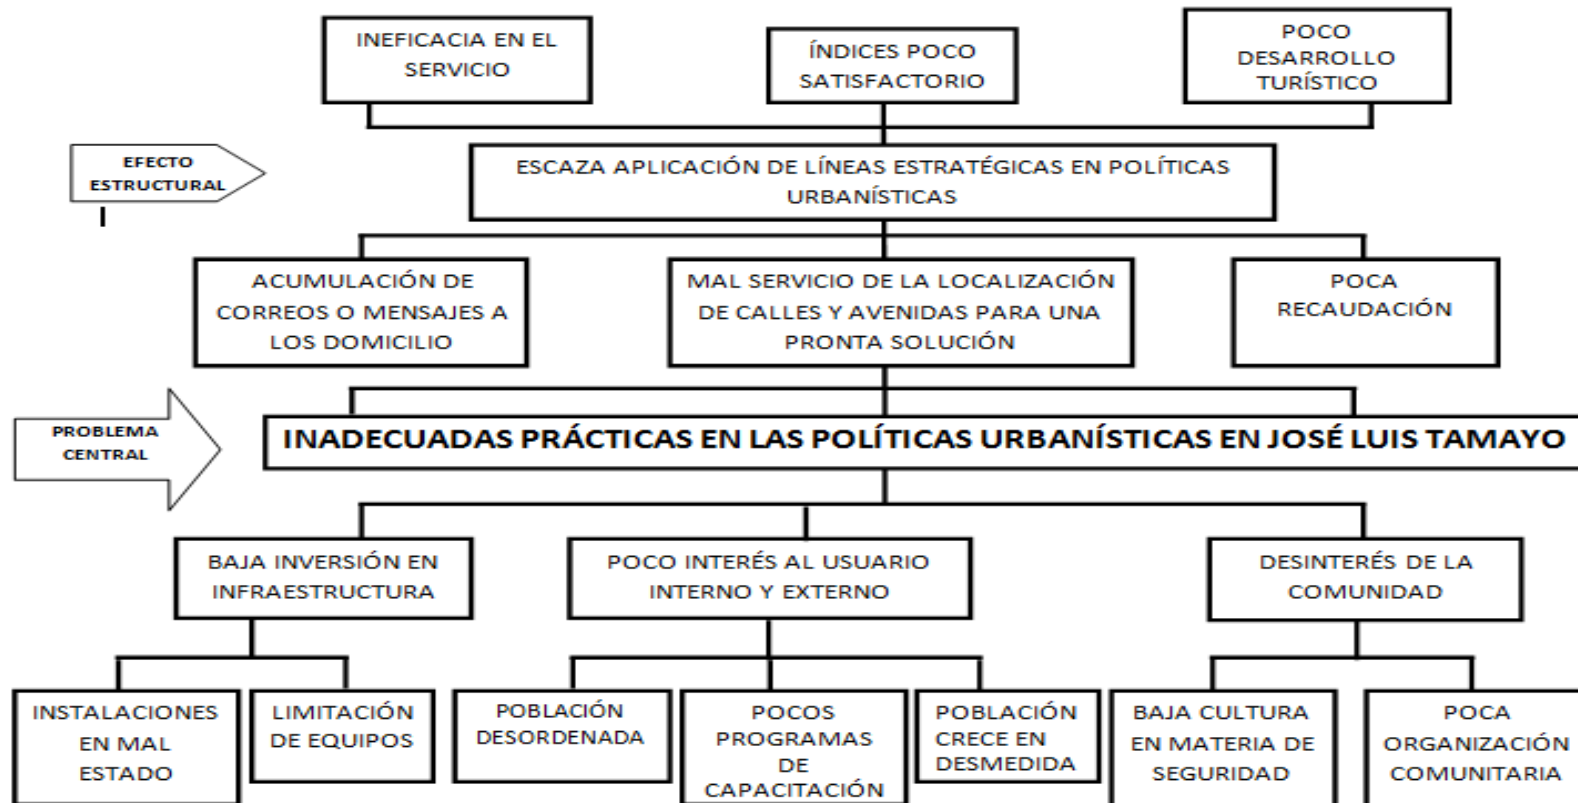 INEFICACIA EN EL
SERVICIO
ÍNDICES POCO
SATISFACTORIO
POCO
DESARROLLO
TURÍSTICO
EFECTO
ESTRUCTURAL
ESCAZA APLICACIÓN DE LÍNEAS ESTRATÉGICAS EN POLÍTICAS
URBANÍSTICAS
ACUMULACIÓN DE
CORREOS O MENSAJES A
LOS DOMICILIO
MAL SERVICIO DE LA LOCALIZACIÓN
DE CALLES Y AVENIDAS PARA UNA
PRONTA SOLUCIÓN
POCA
RECAUDACIÓN
PROBLEMA
CENTRAL
INADECUADAS PRÁCTICAS EN LAS POLÍTICAS URBANÍSTICAS EN JOSÉ LUIS TAMAYO
BAJA INVERSIÓN EN
INFRAESTRUCTURA
POCO INTERÉS AL USUARIO
INTERNO Y EXTERNO
DESINTERÉS DE LA
COMUNIDAD
INSTALACIONES
EN MAL
ESTADO
LIMITACIÓN
DE EQUIPOS
POBLACIÓN
DESORDENADA
POCOS
PROGRAMAS
DE
CAPACITACIÓN
POBLACIÓN
CRECE EN
DESMEDIDA
BAJA CULTURA
EN MATERIA DE
SEGURIDAD
POCA
ORGANIZACIÓN
COMUNITARIA